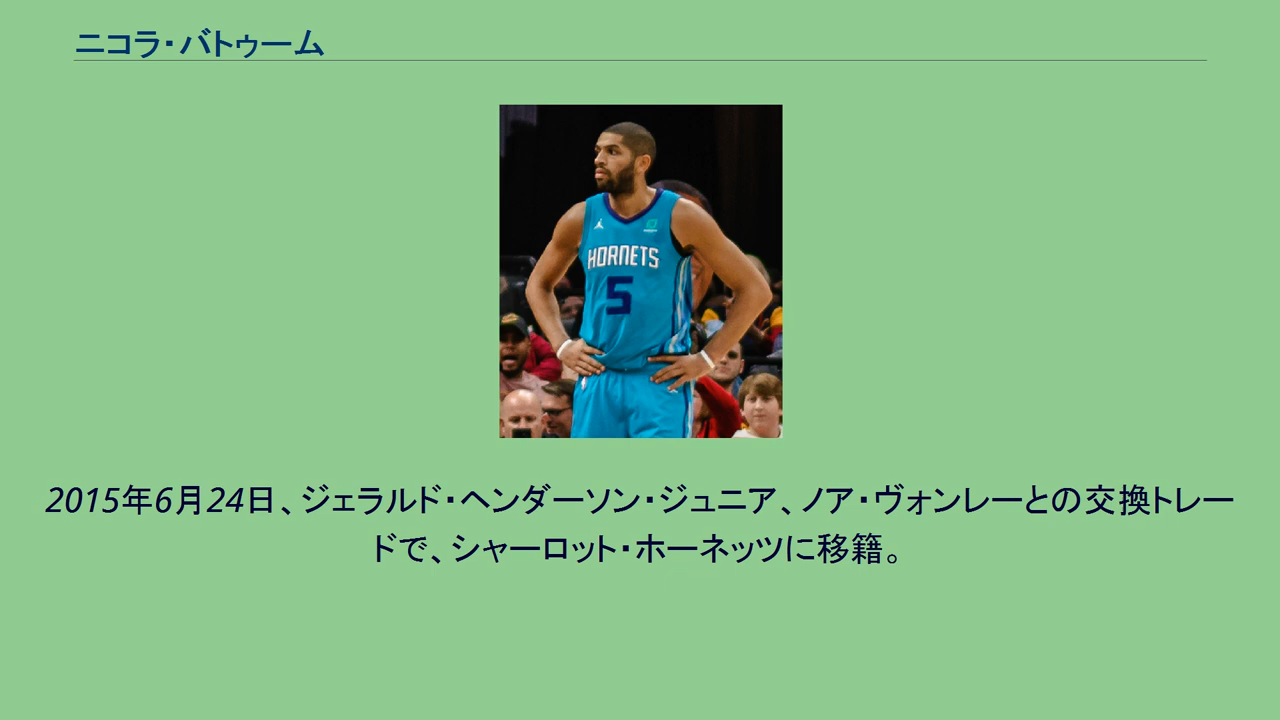 ニコラ・バトゥーム
HORNETS
5
2015年6月24日、ジェラルド・ヘンダーソン・ジュニア、ノア・ヴォンレーとの交換トレー
ドで、シャーロット・ホーネッツに移籍。